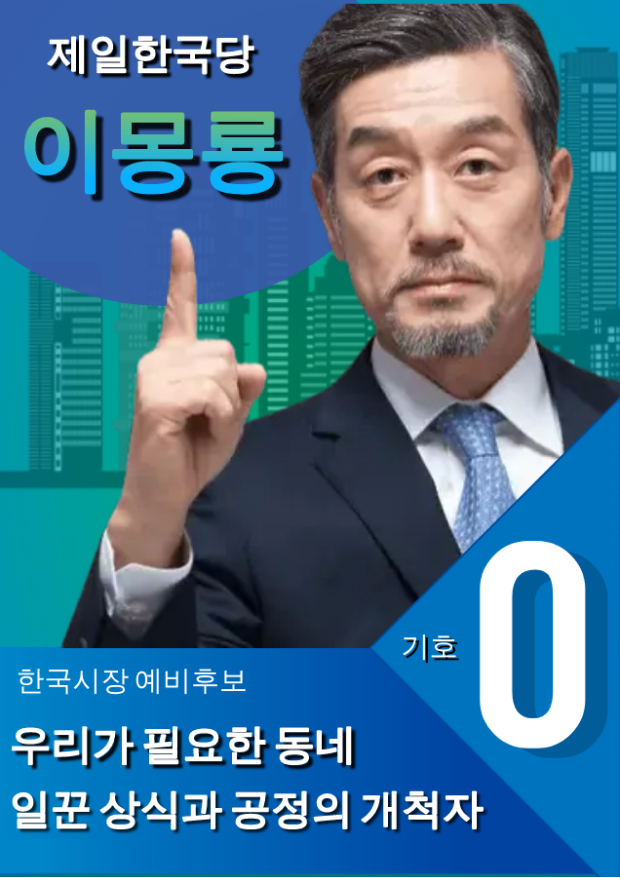 제일한국당
이몽룡
기호
0
한국시장 예비후보
우리가 필요한 동네
일꾼 상식과 공정의 개척자